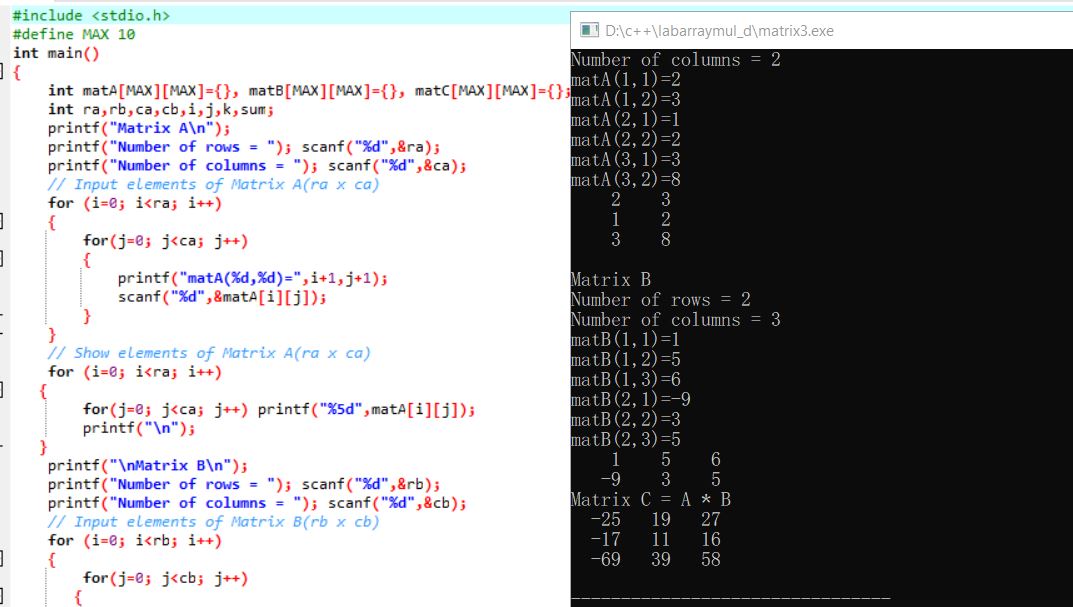 #include <stdio.h>
#define MAX 10
int main()
{
int matA[MAX][MAX]={}, matB[MAX][MAX]={}, matC[MAX][MAX]={};
int ra,rb,ca,cb,i,j,k,sum;
printf("Matrix A\n");
printf("Number of rows = "); scanf("%d",&ra);
printf("Number of columns = "); scanf("%d",&ca);
// Input elements of Matrix A(ra x ca)
for (i=0; i<ra; i++)
{
for(j=0; j<ca; j++)
{
printf("matA(%d,%d)=",i+1,j+1);
scanf("%d",&matA[i][j]);
}
}
// Show elements of Matrix A(ra x ca)
for (i=0; i<ra; i++)
{
for(j=0; j<ca; j++) printf("%5d",matA[i][j]);
printf("\n");
}
printf("\nMatrix B\n");
printf("Number of rows = "); scanf("%d",&rb);
printf("Number of columns = "); scanf("%d",&cb);
// Input elements of Matrix B(rb x cb)
for (i=0; i<rb; i++)
{
for(j=0; j<cb; j++)
{
D:\c++\labarraymul_d\matrix3.exe
Number of columns = 2
matA(1,1)=2
matA(1,2)=3
matA(2,1)=1
matA(2,2)=2
matA(3,1)=3
matA(3,2)=8
2 3
1 2
3 8
Matrix B
Number of rows = 2
Number of columns = 3
matB(1,1)=1
matB(1,2)=5
matB(1,3)=6
matB(2,1)=-9
matB(2,2)=3
matB(2,3)=5
1 5 6
-9 3 5
Matrix C = A * B
-25 19 27
-17 11 16
-69 39 58
--------------------------------